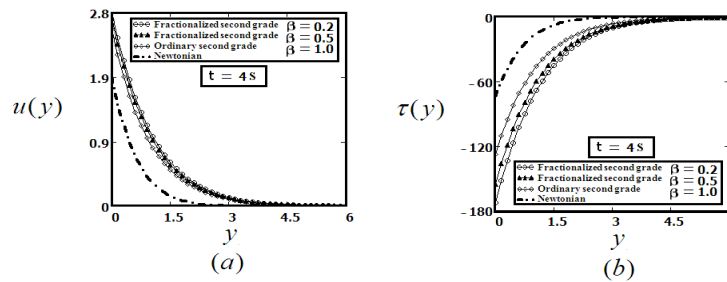 2.8
1.9
0.9
0
u(y)
Fractionalized second grade β = 0.2
Fractionalized second grade β = 0.5
Ordinary second grade β = 1.0
Newtonian
t = 4s
0 1.5 3 4.5 6
y
(a)
0
-60
-120
-180
τ(y)
t = 4s
Fractionalized second grade β = 0.2
Fractionalized second grade β = 0.5
Ordinary second grade β = 1.0
Newtonian
0 1.5 3 4.5
y
(b)